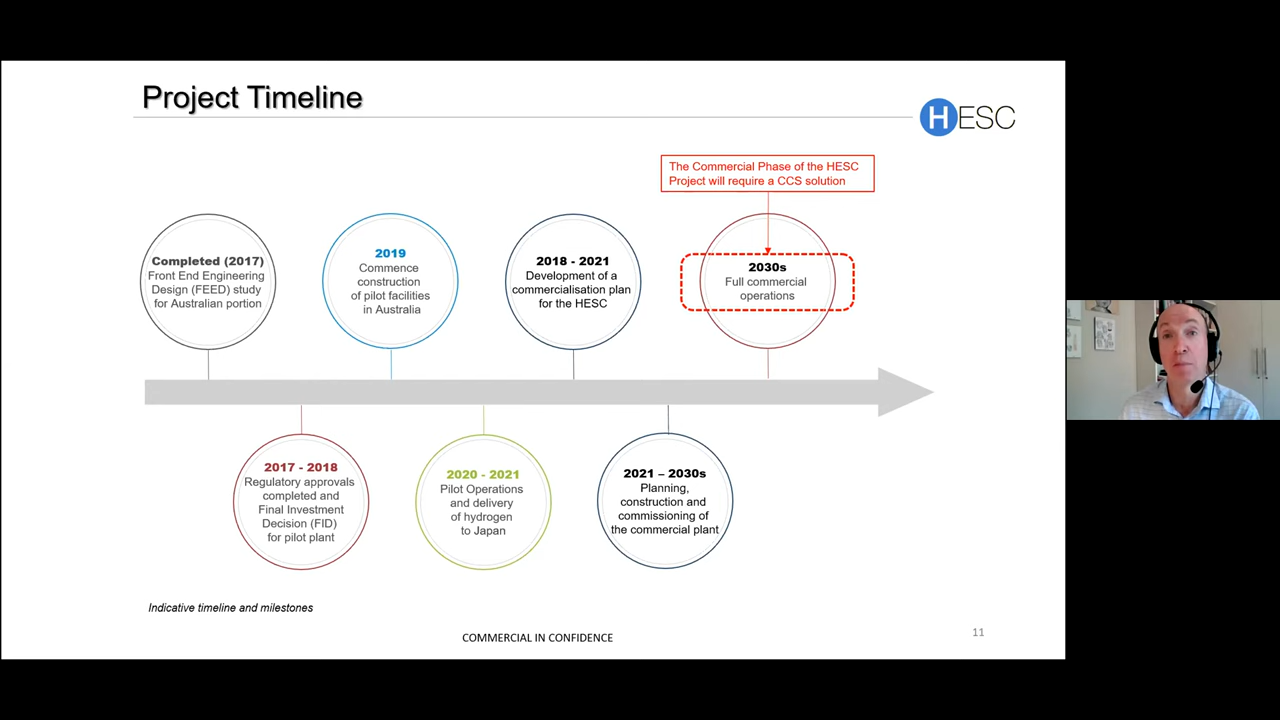 Project Timeline
HESC
The Commercial Phase of the HESC
Project will require a CCS solution
Completed (2017)
Front End Engineering
Design (FEED) study
for Australian portion
2019
Commence
construction
of pilot facilities
in Australia
2018 - 2021
Development of a
commercialisation plan
for the HESC
2030s
Full commercial
operations
2017 - 2018
Regulatory approvals
completed and
Final Investment
Decision (FID)
for pilot plant
2020 - 2021
Pilot Operations
and delivery
of hydrogen
to Japan
2021 – 2030s
Planning,
construction and
commissioning of
the commercial plant
Indicative timeline and milestones
COMMERCIAL IN CONFIDENCE
11